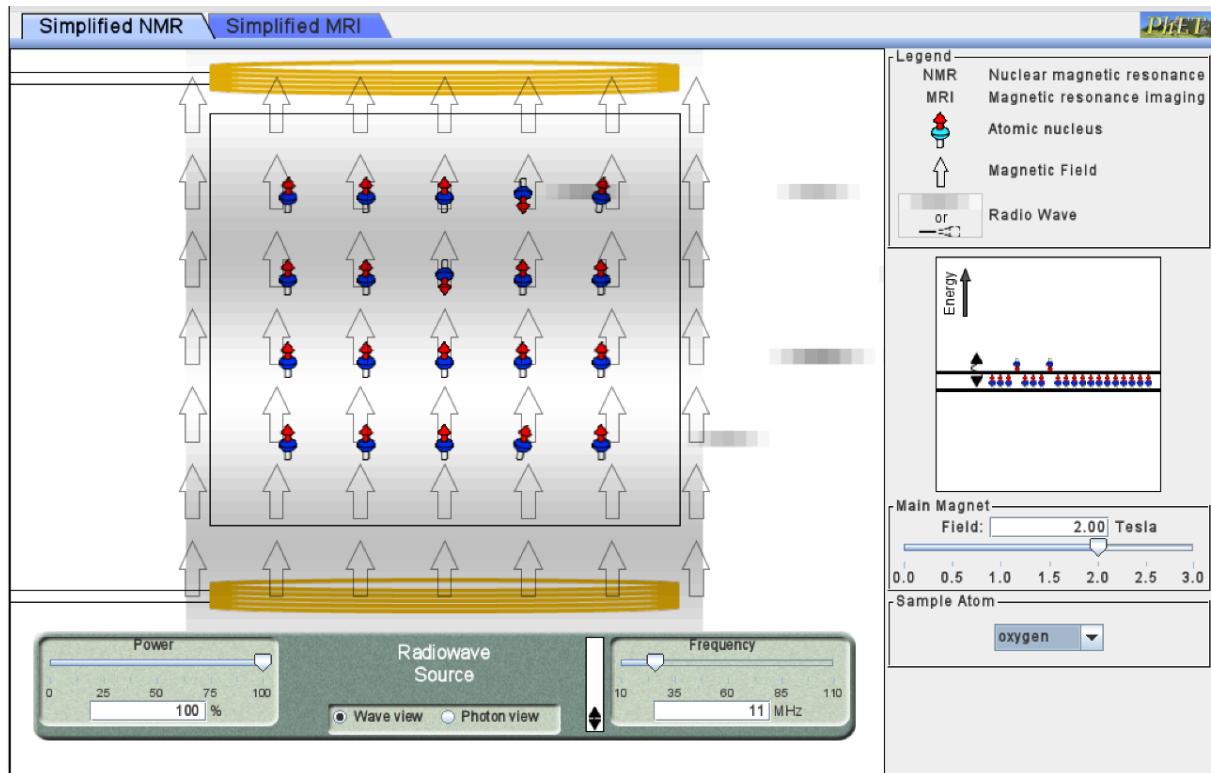 Simplified NMR
Simplified MRI
PhET
Legend
NMR Nuclear magnetic resonance
MRI Magnetic resonance imaging
Atomic nucleus
Magnetic Field
or
Radio Wave
Energy
Main Magnet
Field: 2.00 Tesla
0.0 0.5 1.0 1.5 2.0 2.5 3.0
Sample Atom
oxygen
Power
0 25 50 75 100
100 %
Radiowave
Source
Wave view Photon view
Frequency
10 35 60 85 110
11 MHz